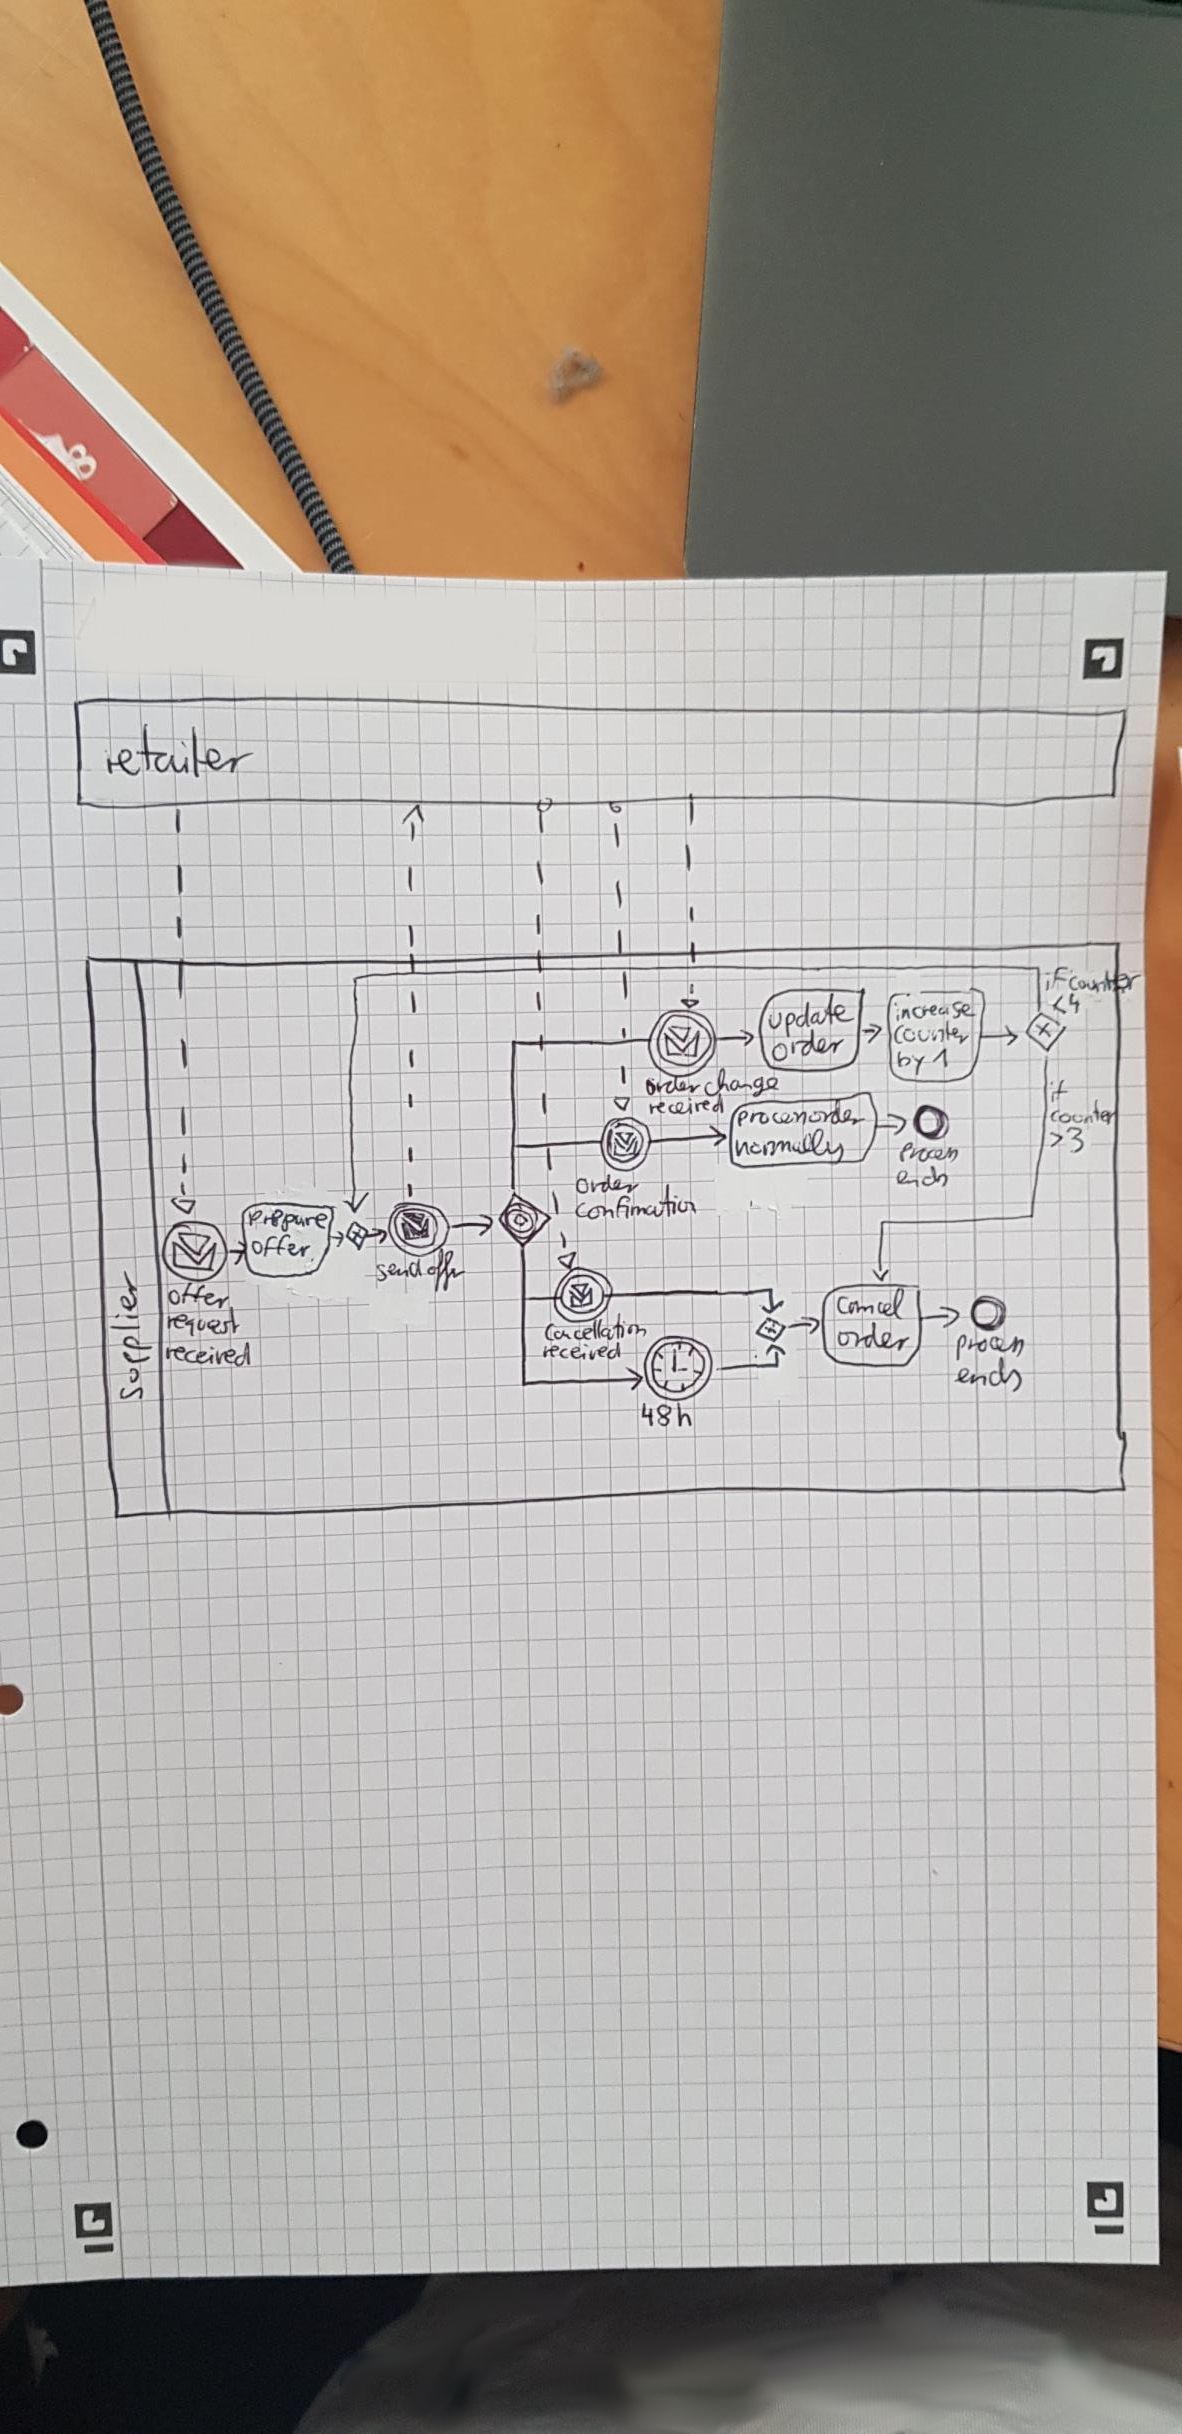 retailer
if counter
<4
update
order
increase
counter
by 1
order change
received
if
counter
>3
process order
normally
process
ends
Order
confirmation
prepare
offer
send offr
offer
request
received
Supplier
Cancellation
received
cancel
order
process
ends
48h